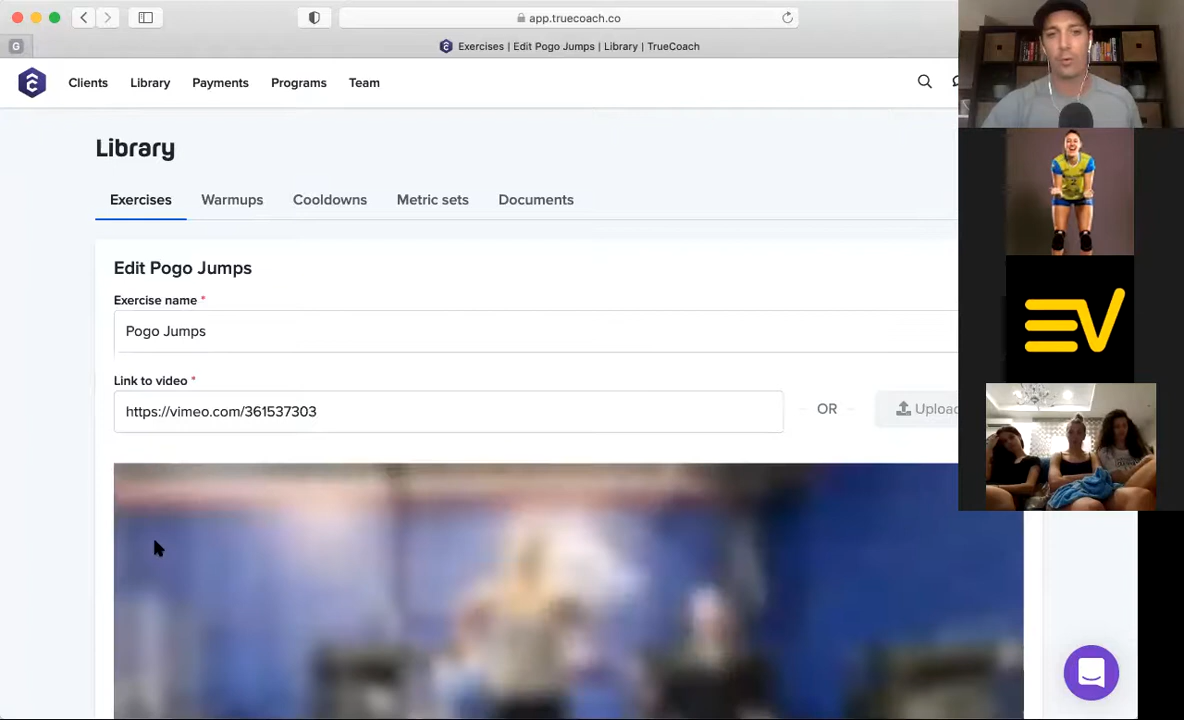 app.truecoach.co
G
Exercises | Edit Pogo Jumps | Library | TrueCoach
Clients Library Payments Programs Team
Library
Exercises Warmups Cooldowns Metric sets Documents
Edit Pogo Jumps
Exercise name *
Pogo Jumps
Link to video *
https://vimeo.com/361537303
OR
EV